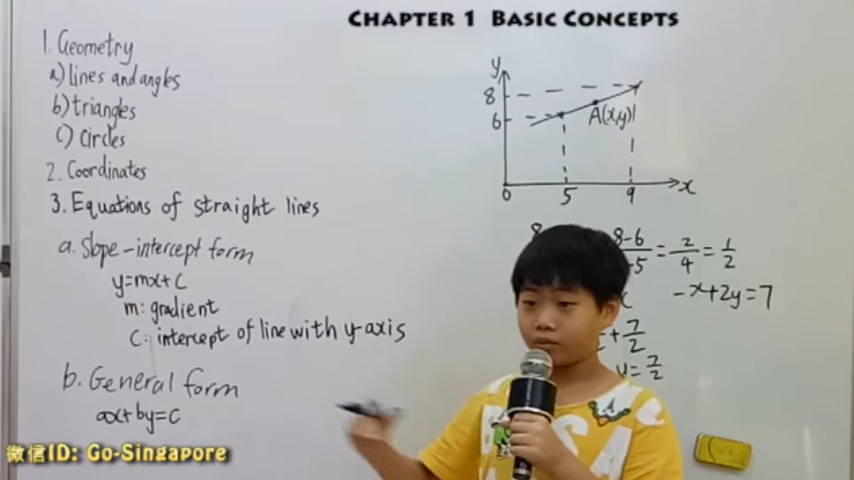 CHAPTER 1 BASIC CONCEPTS
1. Geometry
a) lines and angles
b) triangles
c) Circles
2. Coordinates
3. Equations of straight lines
a. Slope-intercept form
y=mx+c
m: gradient
c: intercept of line with y-axis
b. General form
ax+by=c
y
8
6
A(x,y)
0 5 9 x
8-6
-5 = 2/4 = 1/2
-x+2y=7
+7/2
y=7/2
微信ID: Go-Singapore